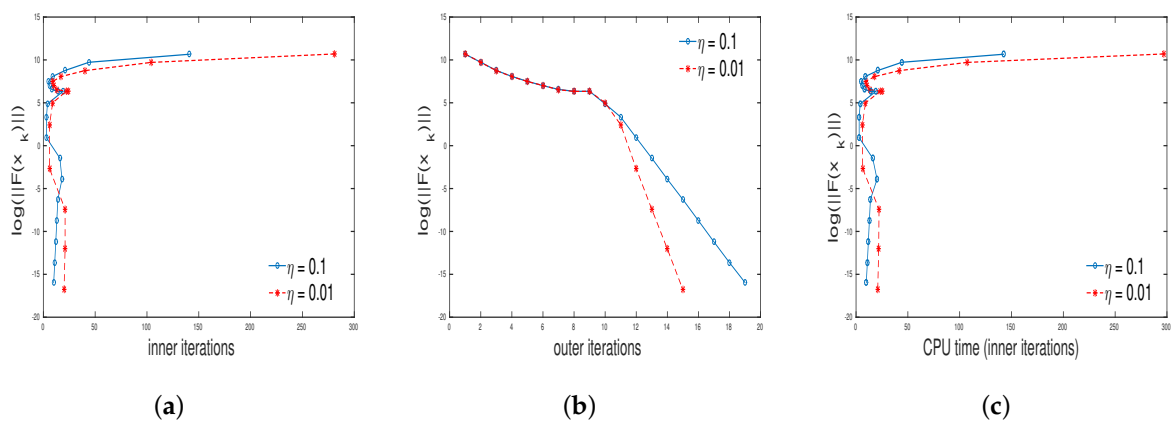 15
10
5
0
-5
-10
-15
-20
log(||F(x_k)||)
η = 0.1
η = 0.01
0 50 100 150 200 250 300
inner iterations
(a)
15
10
5
0
-5
-10
-15
-20
log(||F(x_k)||)
η = 0.1
η = 0.01
0 2 4 6 8 10 12 14 16 18 20
outer iterations
(b)
15
10
5
0
-5
-10
-15
-20
log(||F(x_k)||)
η = 0.1
η = 0.01
0 50 100 150 200 250 300
CPU time (inner iterations)
(c)